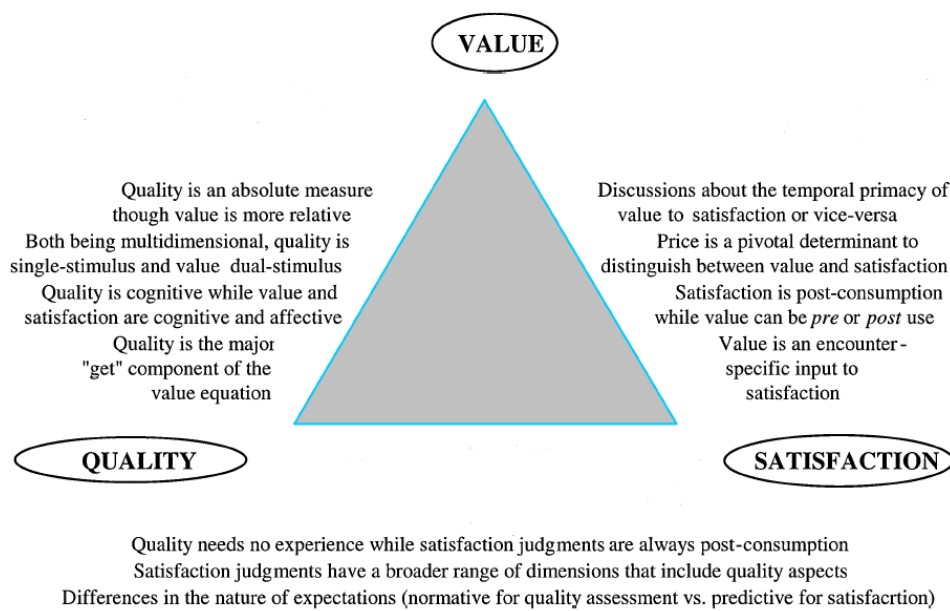 VALUE
Quality is an absolute measure
though value is more relative
Both being multidimensional, quality is
single-stimulus and value dual-stimulus
Quality is cognitive while value and
satisfaction are cognitive and affective
Quality is the major
"get" component of the
value equation
Discussions about the temporal primacy of
value to satisfaction or vice-versa
Price is a pivotal determinant to
distinguish between value and satisfaction
Satisfaction is post-consumption
while value can be pre or post use
Value is an encounter-
specific input to
satisfaction
QUALITY
SATISFACTION
Quality needs no experience while satisfaction judgments are always post-consumption
Satisfaction judgments have a broader range of dimensions that include quality aspects
Differences in the nature of expectations (normative for quality assessment vs. predictive for satisfacrtion)